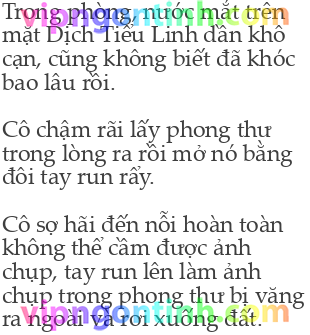 Trong phòng, nước mắt trên
mặt Dịch Tiểu Linh dần khô
cạn, cũng không biết đã khóc
bao lâu rồi.
Cô chậm rãi lấy phong thư
trong lòng ra rồi mở nó bằng
đôi tay run rẩy.
Cô sợ hãi đến nỗi hoàn toàn
không thể cầm được ảnh
chụp, tay run lên làm ảnh
chụp trong phong thư bị văng
ra ngoài và rơi xuống đất.
vipngontinh.com
vipngontinh.com